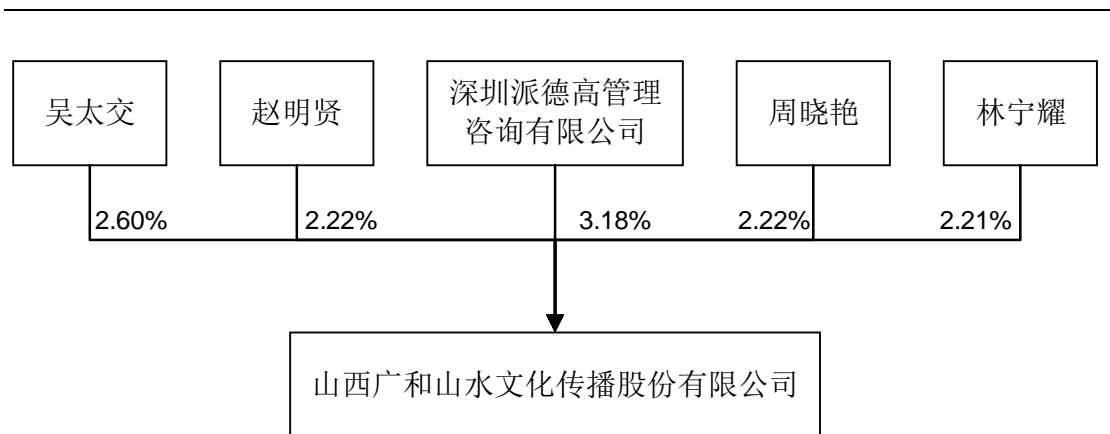 吴太交
赵明贤
深圳派德高管理
咨询有限公司
周晓艳
林宁耀
2.60%
2.22%
3.18%
2.22%
2.21%
山西广和山水文化传播股份有限公司